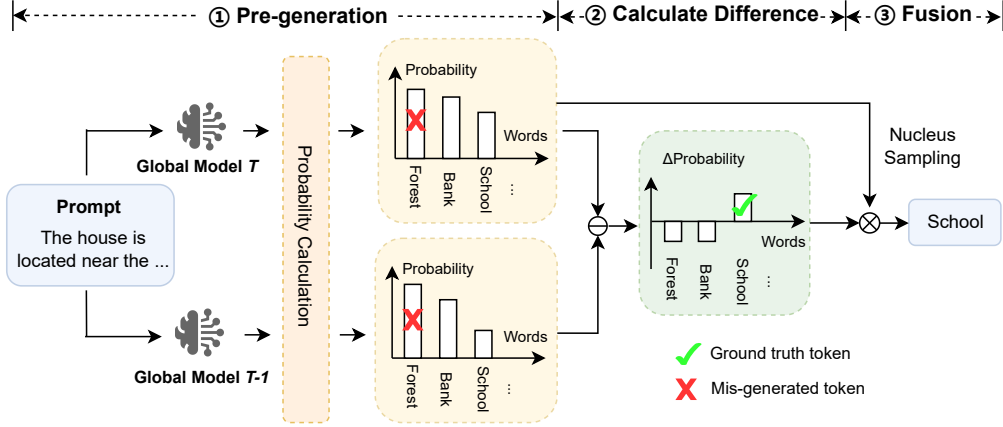 ① Pre-generation
② Calculate Difference
③ Fusion
Prompt
The house is
located near the ...
Global Model T
Global Model T-1
Probability Calculation
Probability
Words
Forest
Bank
School
...
Probability
Words
Forest
Bank
School
...
ΔProbability
Words
Forest
Bank
School
...
Nucleus
Sampling
School
Ground truth token
Mis-generated token